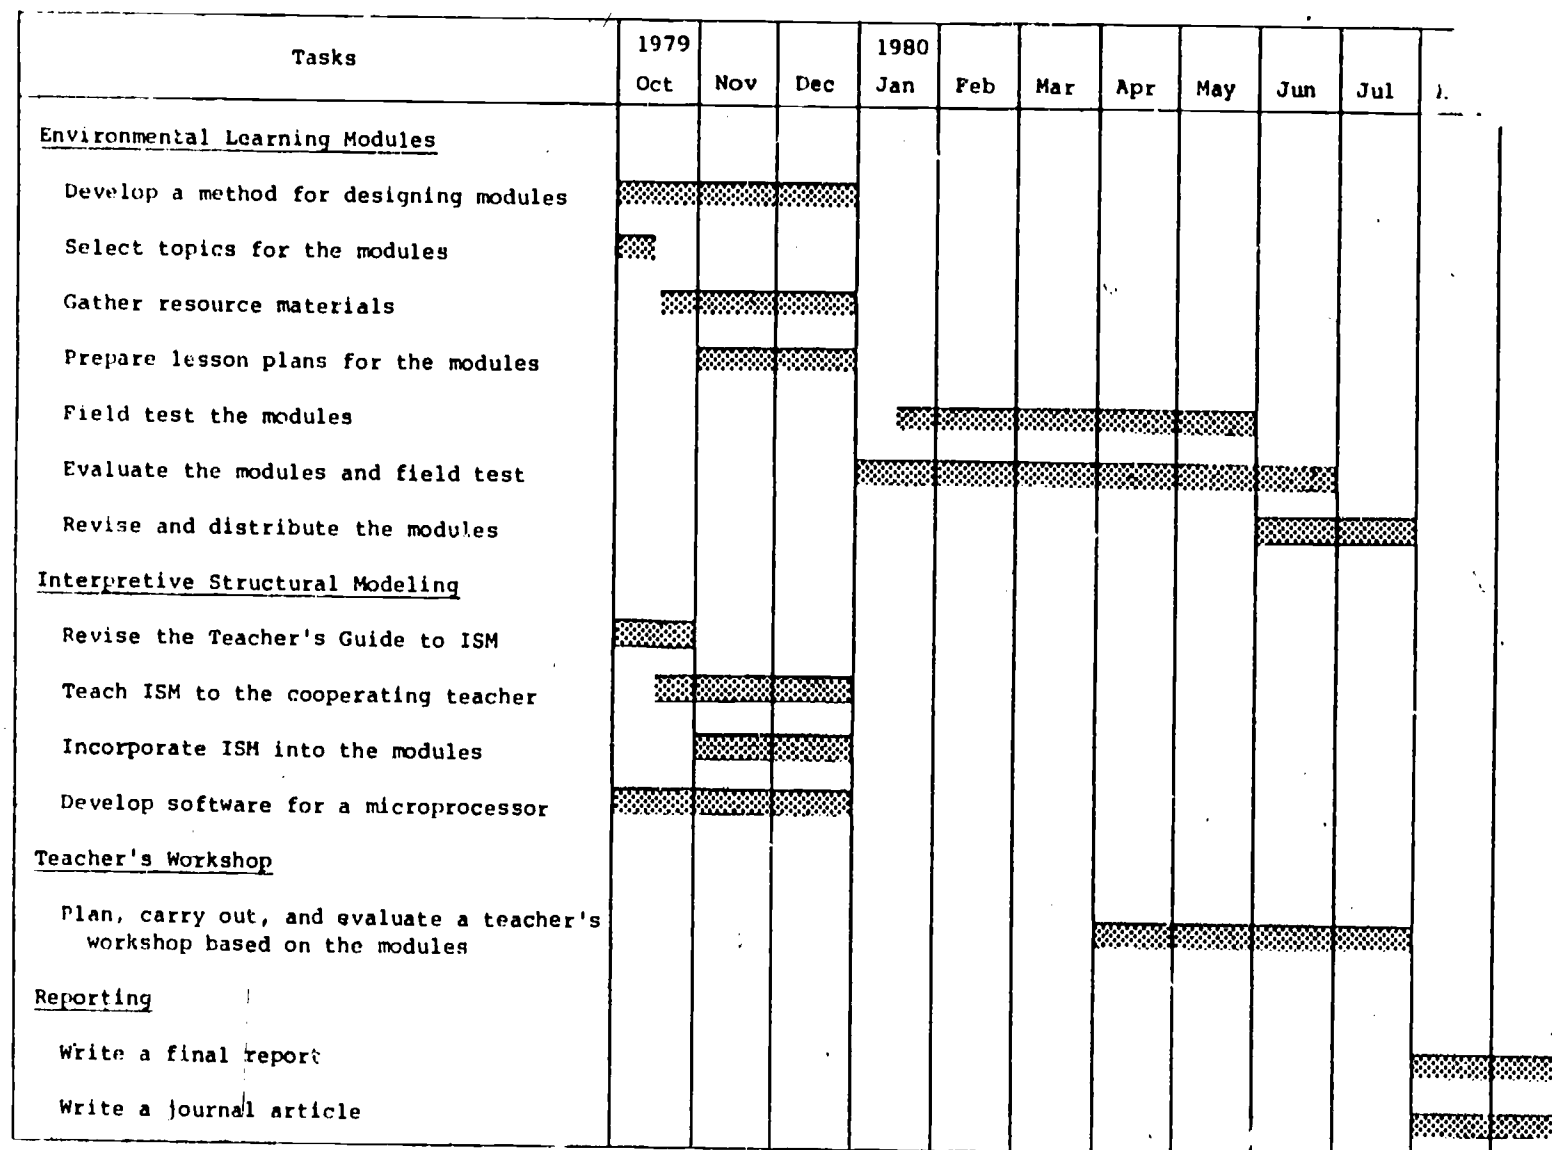 Tasks
1979
Oct
Nov
Dec
1980
Jan
Feb
Mar
Apr
May
Jun
Jul
Environmental Learning Modules
Develop a method for designing modules
Select topics for the modules
Gather resource materials
Prepare lesson plans for the modules
Field test the modules
Evaluate the modules and field test
Revise and distribute the modules
Interpretive Structural Modeling
Revise the Teacher's Guide to ISM
Teach ISM to the cooperating teacher
Incorporate ISM into the modules
Develop software for a microprocessor
Teacher's Workshop
Plan, carry out, and evaluate a teacher's
workshop based on the modules
Reporting
Write a final report
Write a journal article